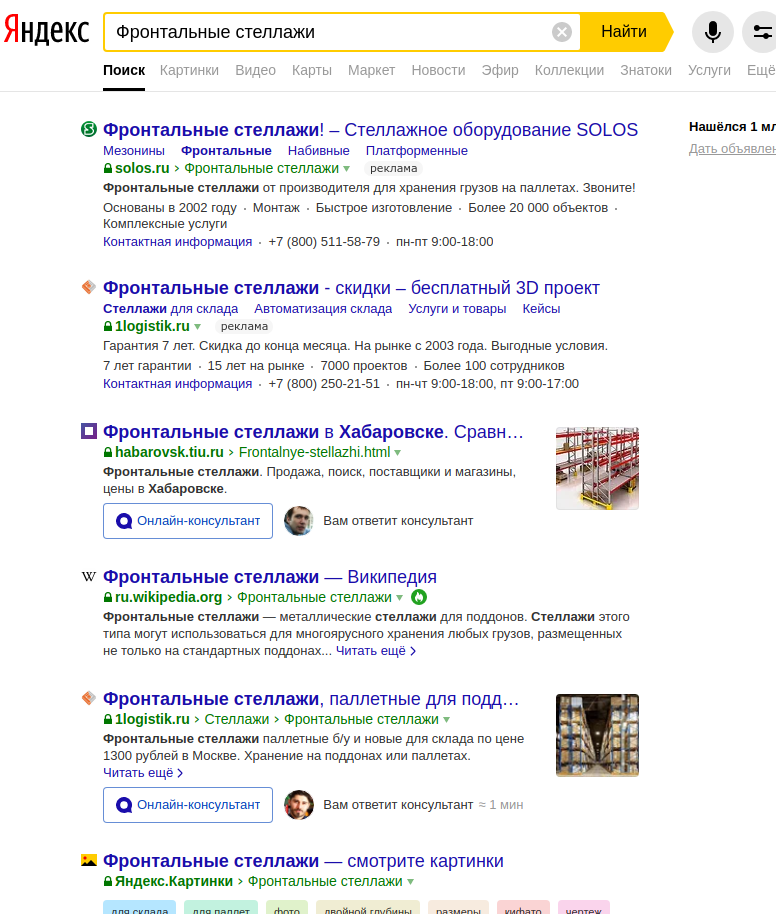 Яндекс
Фронтальные стеллажи
Найти
Поиск Картинки Видео Карты Маркет Новости Эфир Коллекции Знатоки Услуги Ещё
Фронтальные стеллажи! – Стеллажное оборудование SOLOS
Нашёлся 1 мл
Мезонины Фронтальные Набивные Платформенные
Дать объявлен
solos.ru › Фронтальные стеллажи реклама
Фронтальные стеллажи от производителя для хранения грузов на паллетах. Звоните!
Основаны в 2002 году · Монтаж · Быстрое изготовление · Более 20 000 объектов ·
Комплексные услуги
Контактная информация · +7 (800) 511-58-79 · пн-пт 9:00-18:00
Фронтальные стеллажи - скидки – бесплатный 3D проект
Стеллажи для склада Автоматизация склада Услуги и товары Кейсы
1logistik.ru реклама
Гарантия 7 лет. Скидка до конца месяца. На рынке с 2003 года. Выгодные условия.
7 лет гарантии · 15 лет на рынке · 7000 проектов · Более 100 сотрудников
Контактная информация · +7 (800) 250-21-51 · пн-чт 9:00-18:00, пт 9:00-17:00
Фронтальные стеллажи в Хабаровске. Сравн…
habarovsk.tiu.ru › Frontalnye-stellazhi.html
Фронтальные стеллажи. Продажа, поиск, поставщики и магазины,
цены в Хабаровске.
Онлайн-консультант Вам ответит консультант
W Фронтальные стеллажи — Википедия
ru.wikipedia.org › Фронтальные стеллажи
Фронтальные стеллажи — металлические стеллажи для поддонов. Стеллажи этого
типа могут использоваться для многоярусного хранения любых грузов, размещенных
не только на стандартных поддонах... Читать ещё ›
Фронтальные стеллажи, паллетные для подд…
1logistik.ru › Стеллажи › Фронтальные стеллажи
Фронтальные стеллажи паллетные б/у и новые для склада по цене
1300 рублей в Москве. Хранение на поддонах или паллетах.
Читать ещё ›
Онлайн-консультант Вам ответит консультант ≈ 1 мин
Фронтальные стеллажи — смотрите картинки
Яндекс.Картинки › Фронтальные стеллажи
для склада для паллет фото двойной глубины размеры кифато чертеж